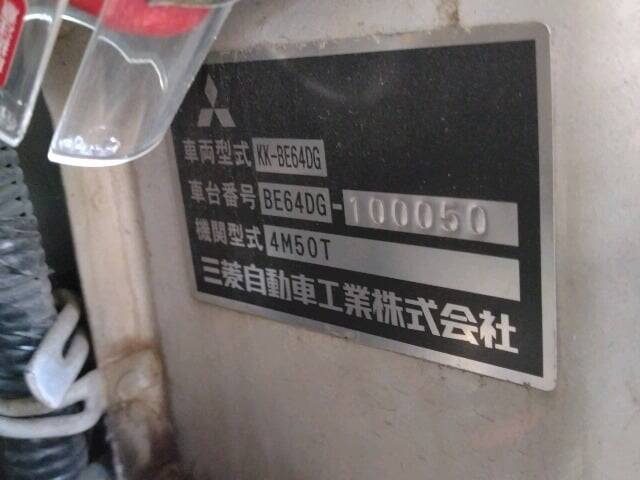 車両型式 KK-BE64DG
車台番号 BE64DG-100050
機関型式 4M50T
三菱自動車工業株式会社